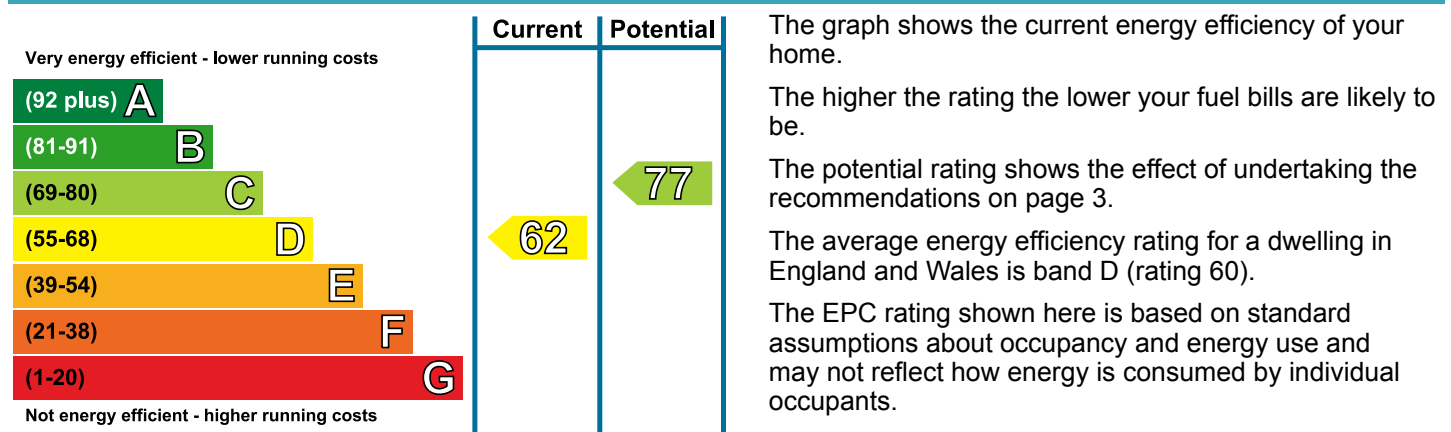 Current Potential
Very energy efficient - lower running costs
(92 plus) A
(81-91) B
(69-80) C
77
(55-68) D
62
(39-54) E
(21-38) F
(1-20) G
Not energy efficient - higher running costs
The graph shows the current energy efficiency of your
home.
The higher the rating the lower your fuel bills are likely to
be.
The potential rating shows the effect of undertaking the
recommendations on page 3.
The average energy efficiency rating for a dwelling in
England and Wales is band D (rating 60).
The EPC rating shown here is based on standard
assumptions about occupancy and energy use and
may not reflect how energy is consumed by individual
occupants.